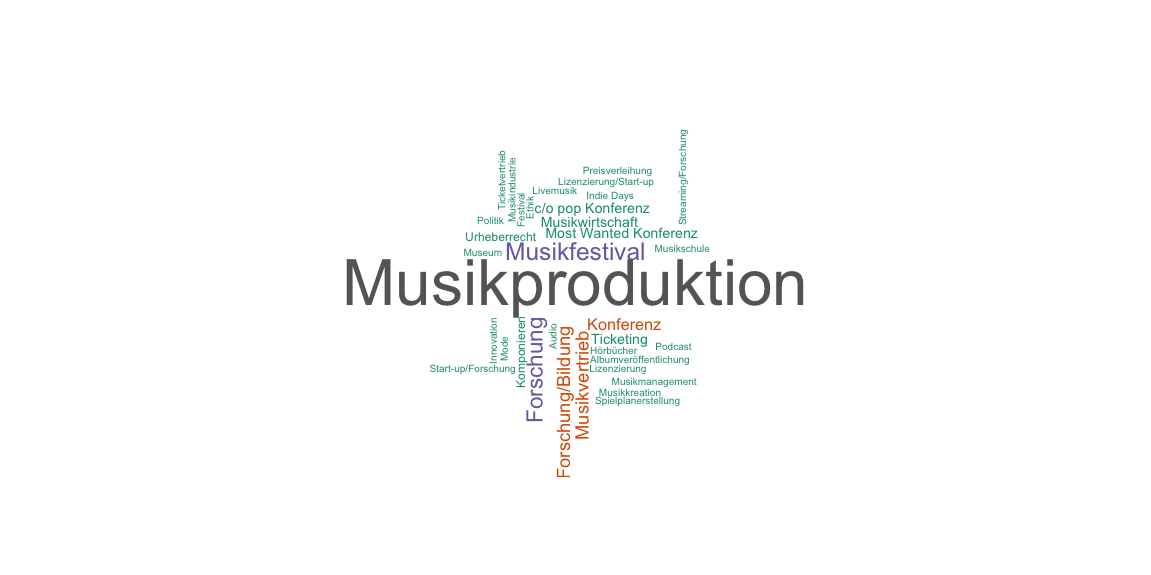 Streaming/Forschung
Ticketvertrieb
Musikindustrie
Preisverleihung
Lizenzierung/Start-up
Livemusik
Indie Days
Festival
Ethik
c/o pop Konferenz
Politik
Musikwirtschaft
Urheberrecht
Most Wanted Konferenz
Museum
Musikfestival
Musikschule
Musikproduktion
Innovation
Mode
Komponieren
Forschung
Audio
Forschung/Bildung
Musikvertrieb
Konferenz
Ticketing
Hörbücher
Podcast
Albumveröffentlichung
Start-up/Forschung
Lizenzierung
Musikmanagement
Musikkreation
Spielplanerstellung